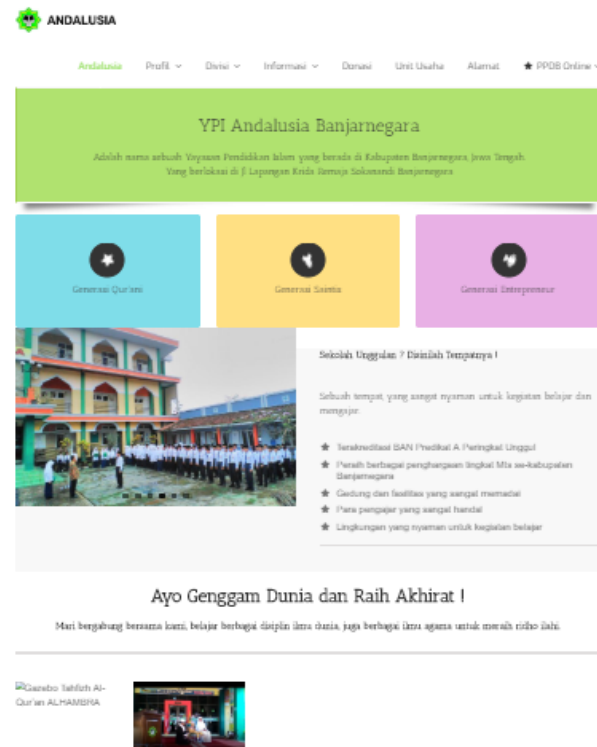 ANDALUSIA
Andalusia Profil Divisi Informasi Donasi Unit Usaha Alamat PPDB Online
YPI Andalusia Banjarnegara
Adalah nama sebuah Yayasan Pendidikan Islam yang berada di Kabupaten Banjarnegara, Jawa Tengah.
Yang berlokasi di Jl Lapangan Krida Remaja Sokanandi Banjarnegara
Generasi Qur'ani
Generasi Saintis
Generasi Entrepreneur
Sekolah Unggulan ? Disinilah Tempatnya !
Sebuah tempat, yang sangat nyaman untuk kegiatan belajar dan
mengajar.
Terakreditasi BAN Predikat A Peringkat Unggul
Peraih berbagai penghargaan tingkat Mts se-kabupaten
Banjarnegara
Gedung dan fasilitas yang sangat memadai
Para pengajar yang sangat handal
Lingkungan yang nyaman untuk kegiatan belajar
Ayo Genggam Dunia dan Raih Akhirat !
Mari bergabung bersama kami, belajar berbagai disiplin ilmu dunia, juga berbagai ilmu agama untuk meraih ridho ilahi.
Gazebo Tahfizh Al-
Qur'an ALHAMBRA